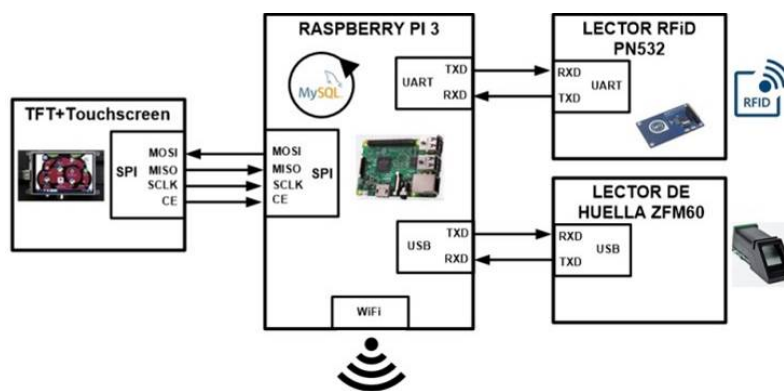 RASPBERRY PI 3
MySQL
UART
TXD
RXD
MOSI
MISO
SCLK
CE
SPI
USB
TXD
RXD
WiFi
TFT+Touchscreen
SPI
MOSI
MISO
SCLK
CE
LECTOR RFiD
PN532
RXD
TXD
UART
RFID
LECTOR DE
HUELLA ZFM60
RXD
TXD
USB